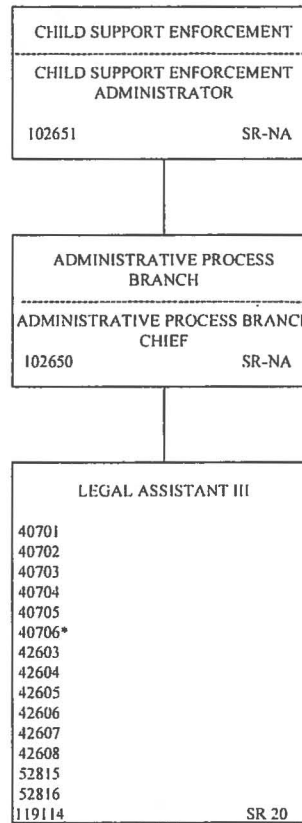 CHILD SUPPORT ENFORCEMENT
CHILD SUPPORT ENFORCEMENT
ADMINISTRATOR
102651 SR-NA
ADMINISTRATIVE PROCESS
BRANCH
ADMINISTRATIVE PROCESS BRANCH
CHIEF
102650 SR-NA
LEGAL ASSISTANT III
40701
40702
40703
40704
40705
40706*
42603
42604
42605
42606
42607
42608
52815
52816
119114 SR 20